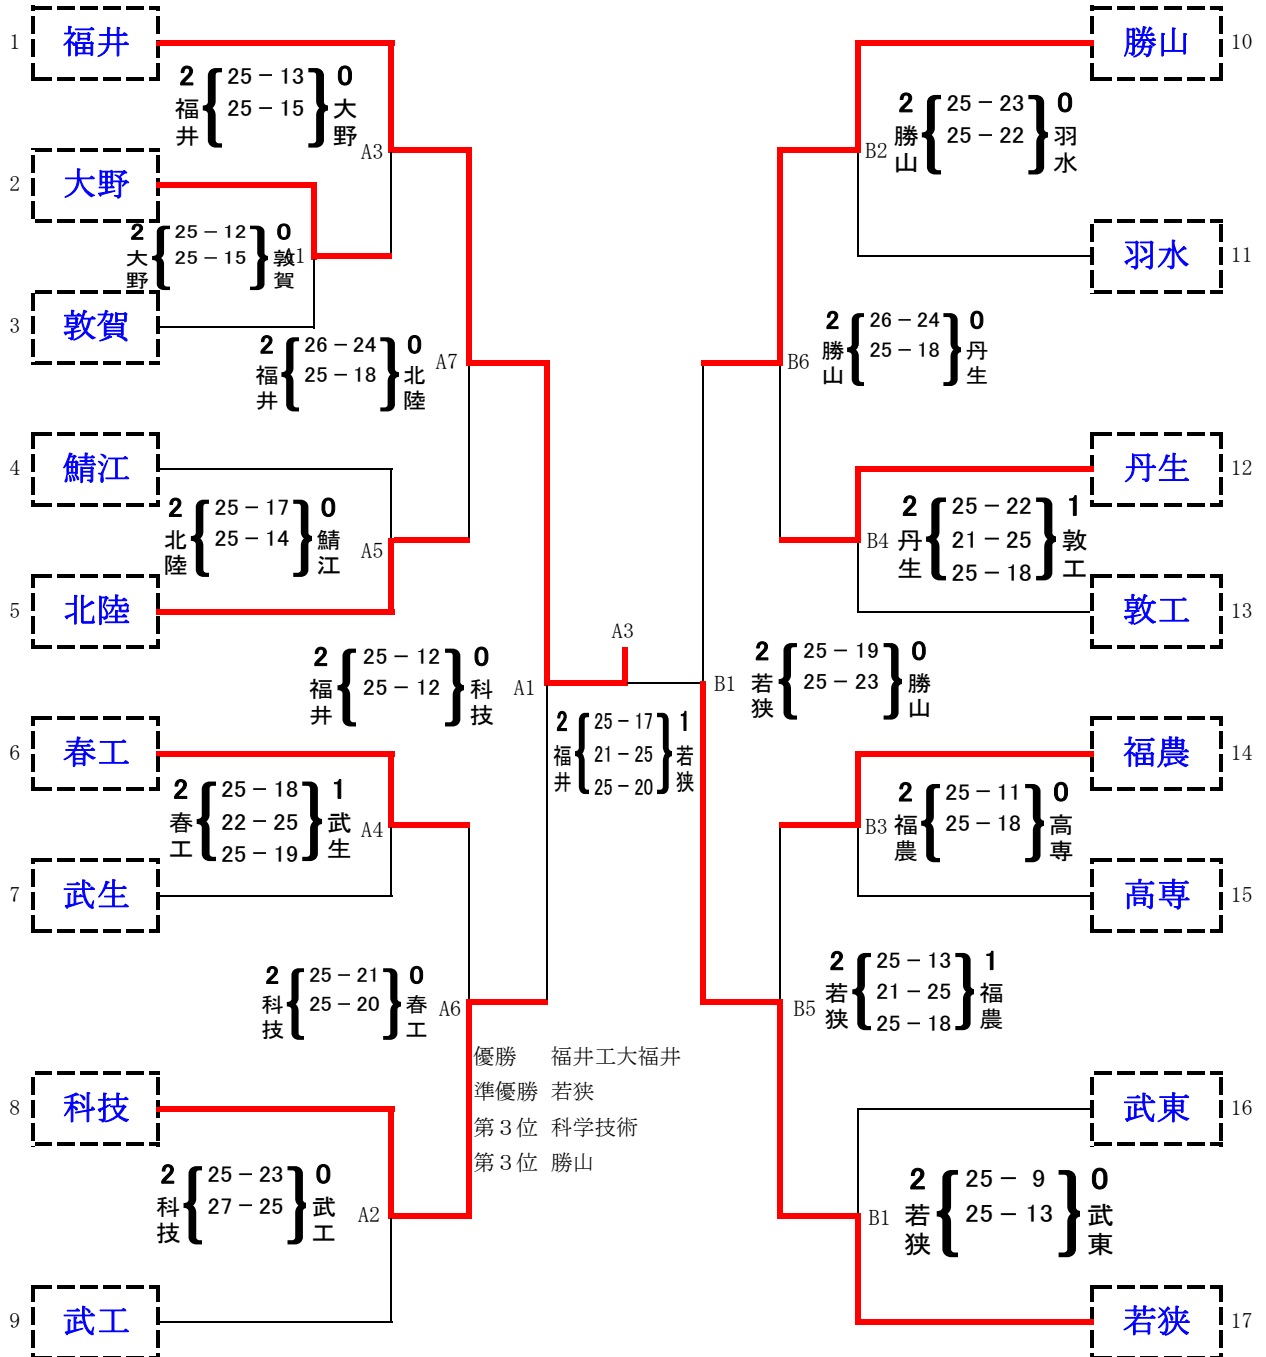 1 福井
2 { 25－13 } 0
福井 25－15 大野
A3
2 大野
2 { 25－12 } 0
大野 25－15 敦賀
A1
3 敦賀
2 { 26－24 } 0
福井 25－18 北陸
A7
4 鯖江
2 { 25－17 } 0
北陸 25－14 鯖江
A5
5 北陸
2 { 25－12 } 0
福井 25－12 科技
A1
6 春工
2 { 25－18 } 1
春工 22－25 武生
25－19
A4
7 武生
2 { 25－21 } 0
科技 25－20 春工
A6
8 科技
2 { 25－23 } 0
科技 27－25 武工
A2
9 武工
A3
2 { 25－17 } 1
福井 21－25 若狭
25－20
優勝 福井工大福井
準優勝 若狭
第３位 科学技術
第３位 勝山
勝山 10
2 { 25－23 } 0
勝山 25－22 羽水
B2
羽水 11
2 { 26－24 } 0
勝山 25－18 丹生
B6
丹生 12
2 { 25－22 } 1
丹生 21－25 敦工
25－18
B4
敦工 13
2 { 25－19 } 0
若狭 25－23 勝山
B1
福農 14
2 { 25－11 } 0
福農 25－18 高専
B3
高専 15
2 { 25－13 } 1
若狭 21－25 福農
25－18
B5
武東 16
2 { 25－ 9 } 0
若狭 25－13 武東
B1
若狭 17